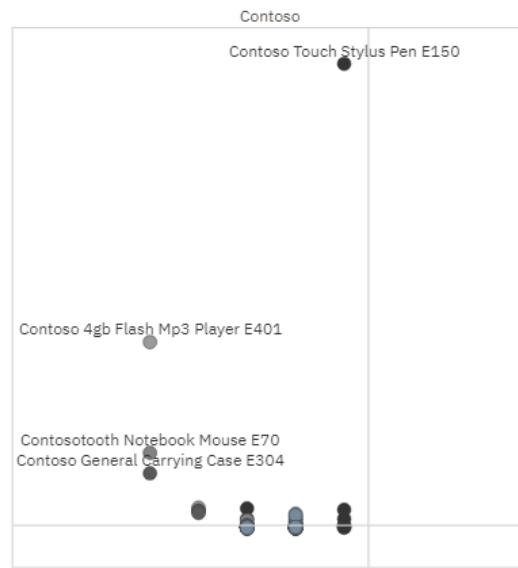 Contoso
Contoso Touch Stylus Pen E150
Contoso 4gb Flash Mp3 Player E401
Contosotooth Notebook Mouse E70
Contoso General Carrying Case E304